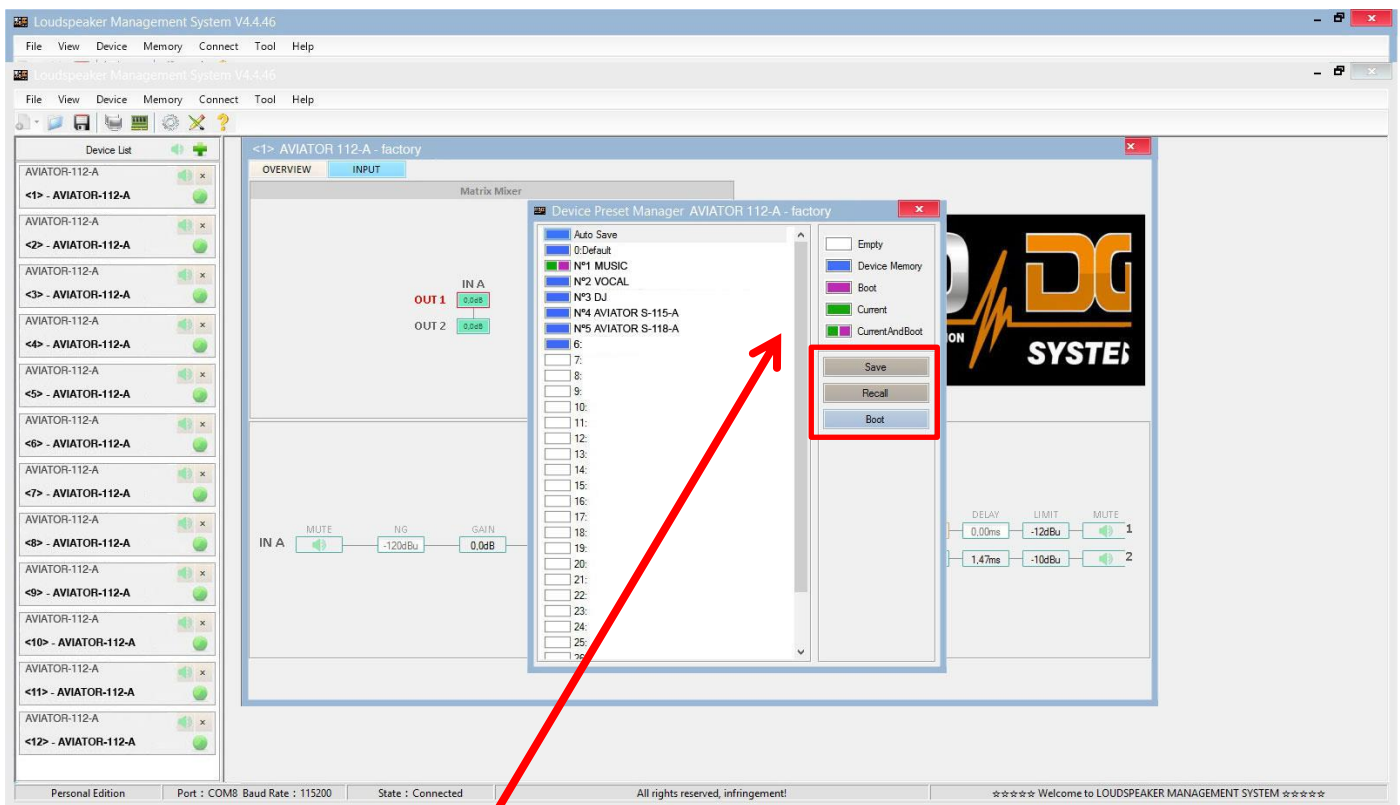 Loudspeaker Management System V4.4.46
File View Device Memory Connect Tool Help
Loudspeaker Management System V4.4.46
File View Device Memory Connect Tool Help
Device List
AVIATOR-112-A
<1> - AVIATOR-112-A
AVIATOR-112-A
<2> - AVIATOR-112-A
AVIATOR-112-A
<3> - AVIATOR-112-A
AVIATOR-112-A
<4> - AVIATOR-112-A
AVIATOR-112-A
<5> - AVIATOR-112-A
AVIATOR-112-A
<6> - AVIATOR-112-A
AVIATOR-112-A
<7> - AVIATOR-112-A
AVIATOR-112-A
<8> - AVIATOR-112-A
AVIATOR-112-A
<9> - AVIATOR-112-A
AVIATOR-112-A
<10> - AVIATOR-112-A
AVIATOR-112-A
<11> - AVIATOR-112-A
AVIATOR-112-A
<12> - AVIATOR-112-A
<1> AVIATOR 112-A - factory
OVERVIEW INPUT
Matrix Mixer
IN A
OUT 1 0,0dB
OUT 2 0,0dB
MUTE NG GAIN
IN A -120dBu 0,0dB
DELAY LIMIT MUTE
0,00ms -12dBu 1
1,47ms -10dBu 2
Device Preset Manager AVIATOR 112-A - factory
Auto Save
0:Default
Nº1 MUSIC
Nº2 VOCAL
Nº3 DJ
Nº4 AVIATOR S-115-A
Nº5 AVIATOR S-118-A
6:
7:
8:
9:
10:
11:
12:
13:
14:
15:
16:
17:
18:
19:
20:
21:
22:
23:
24:
25:
26:
Empty
Device Memory
Boot
Current
CurrentAndBoot
Save
Recall
Boot
DG
ON
SYSTE
Personal Edition Port : COM8 Baud Rate : 115200 State : Connected All rights reserved, infringement! ☆☆☆☆☆ Welcome to LOUDSPEAKER MANAGEMENT SYSTEM ☆☆☆☆☆